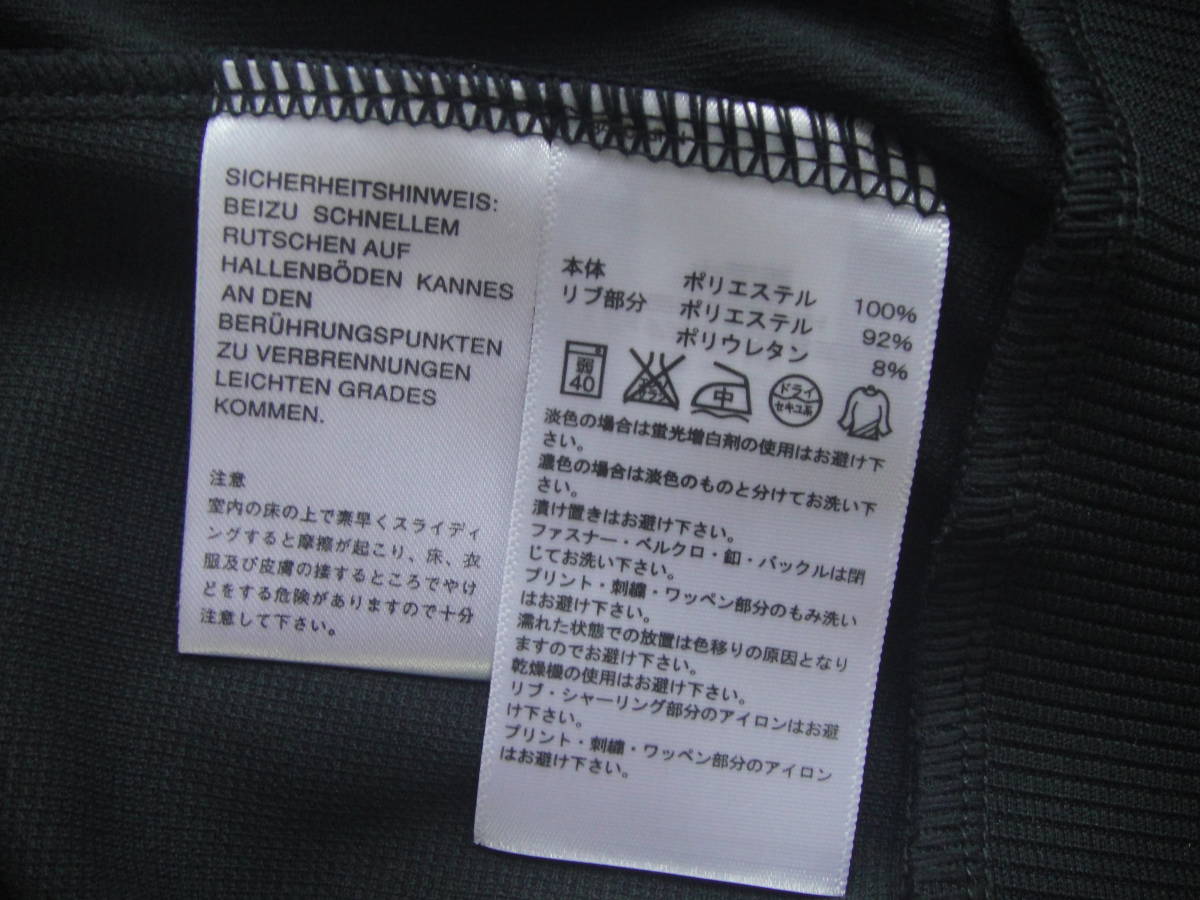 SICHERHEITSHINWEIS:
BEIZU SCHNELLEM
RUTSCHEN AUF
HALLENBÖDEN KANNES
AN DEN
BERÜHRUNGSPUNKTEN
ZU VERBRENNUNGEN
LEICHTEN GRADES
KOMMEN.
注意
室内の床の上で素早くスライディ
ングすると摩擦が起こり、床、衣
服及び皮膚の接するところでやけ
どをする危険がありますので十分
注意して下さい。
本体 ポリエステル 100%
リブ部分 ポリエステル 92%
ポリウレタン 8%
弱
40
中
ドライ
セキユ系
淡色の場合は蛍光増白剤の使用はお避け下
さい。
濃色の場合は淡色のものと分けてお洗い下
さい。
漬け置きはお避け下さい。
ファスナー・ベルクロ・釦・バックルは閉
じてお洗い下さい。
プリント・刺繍・ワッペン部分のもみ洗い
はお避け下さい。
濡れた状態での放置は色移りの原因となり
ますのでお避け下さい。
乾燥機の使用はお避け下さい。
リブ・シャーリング部分のアイロンはお避
け下さい。
プリント・刺繍・ワッペン部分のアイロン
はお避け下さい。